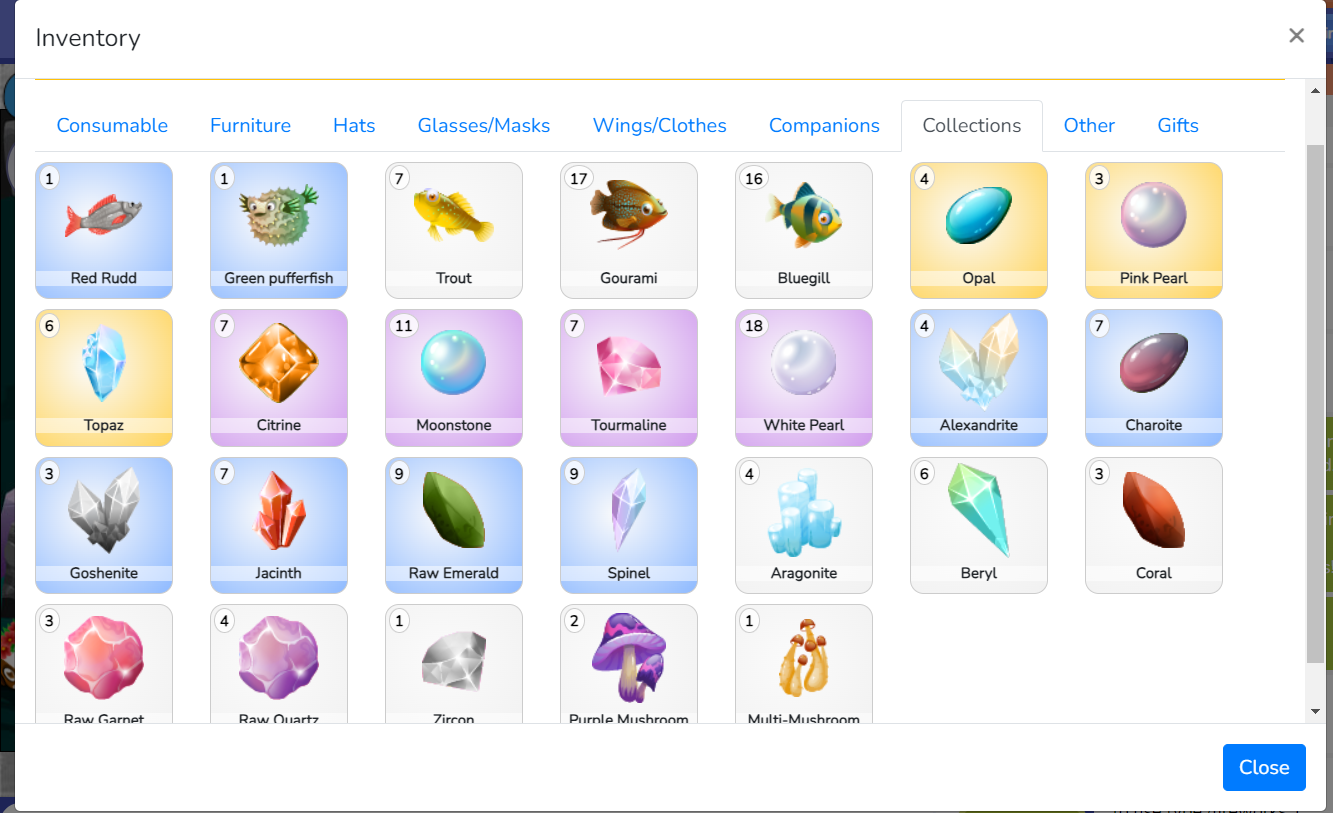 Inventory
×
Consumable Furniture Hats Glasses/Masks Wings/Clothes Companions Collections Other Gifts
1 1 7 17 16 4 3
Red Rudd Green pufferfish Trout Gourami Bluegill Opal Pink Pearl
6 7 11 7 18 4 7
Topaz Citrine Moonstone Tourmaline White Pearl Alexandrite Charoite
3 7 9 9 4 6 3
Goshenite Jacinth Raw Emerald Spinel Aragonite Beryl Coral
3 4 1 2 1
Raw Garnet Raw Quartz Zircon Purple Mushroom Multi-Mushroom
Close